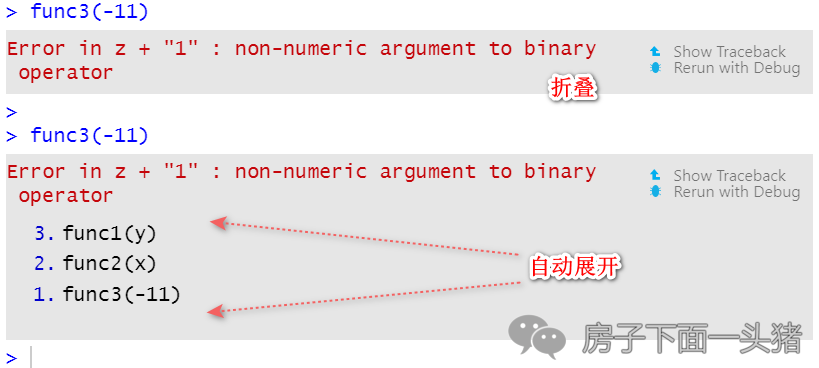 > func3(-11)
Error in z + "1" : non-numeric argument to binary
operator
Show Traceback
Rerun with Debug
折叠
>
> func3(-11)
Error in z + "1" : non-numeric argument to binary
operator
Show Traceback
Rerun with Debug
3. func1(y)
2. func2(x)
1. func3(-11)
自动展开
>
房子下面一头猪